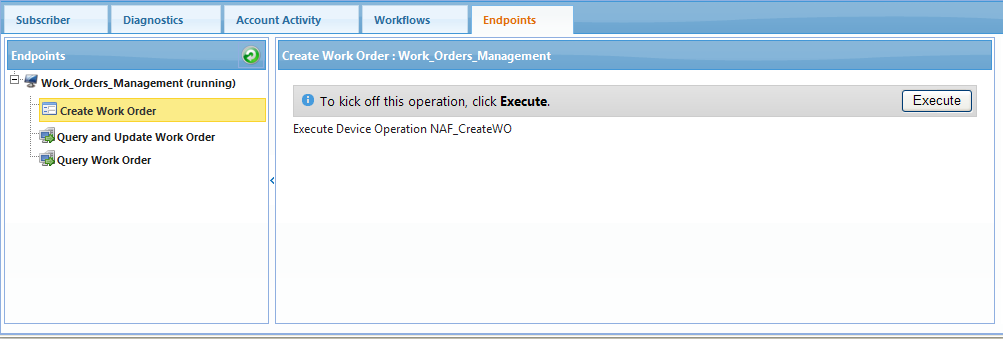 Subscriber
Diagnostics
Account Activity
Workflows
Endpoints
Endpoints
Work_Orders_Management (running)
Create Work Order
Query and Update Work Order
Query Work Order
Create Work Order : Work_Orders_Management
To kick off this operation, click Execute.
Execute
Execute Device Operation NAF_CreateWO